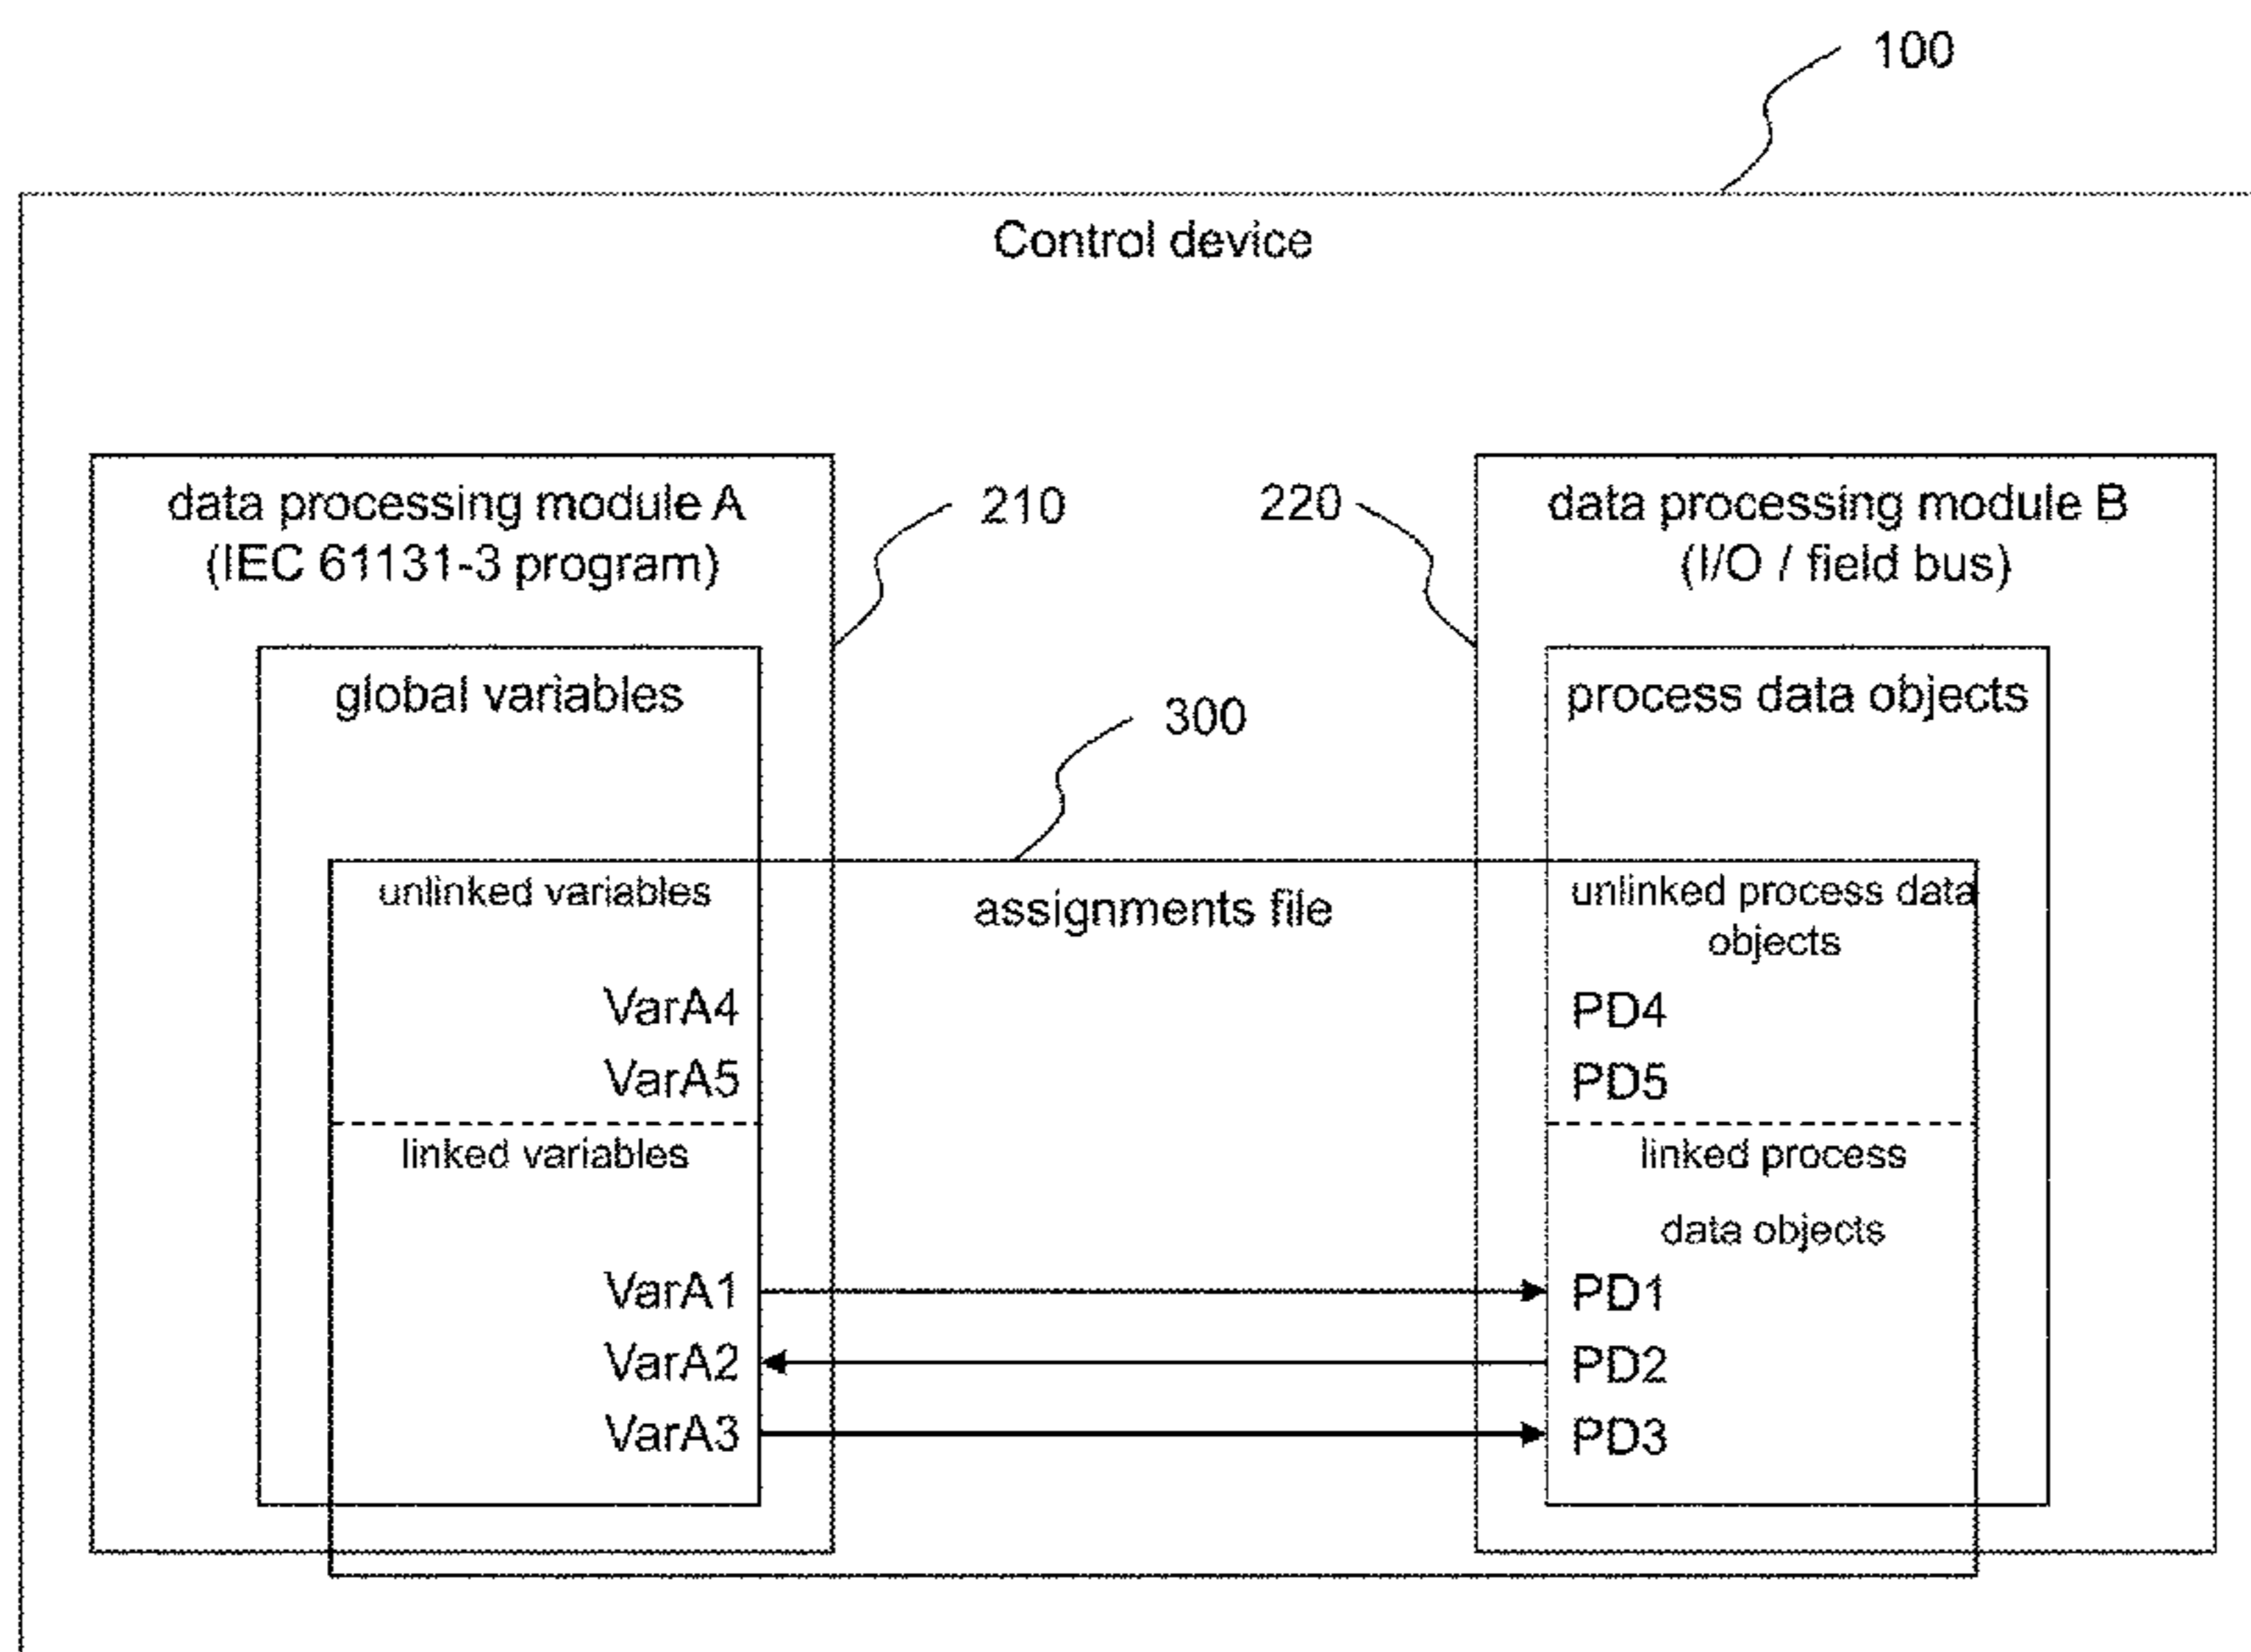 100
Control device
data processing module A
(IEC 61131-3 program)
210
220
data processing module B
(I/O / field bus)
global variables
process data objects
300
unlinked variables
assignments file
unlinked process data
objects
VarA4
PD4
VarA5
PD5
linked variables
linked process
data objects
VarA1
PD1
VarA2
PD2
VarA3
PD3